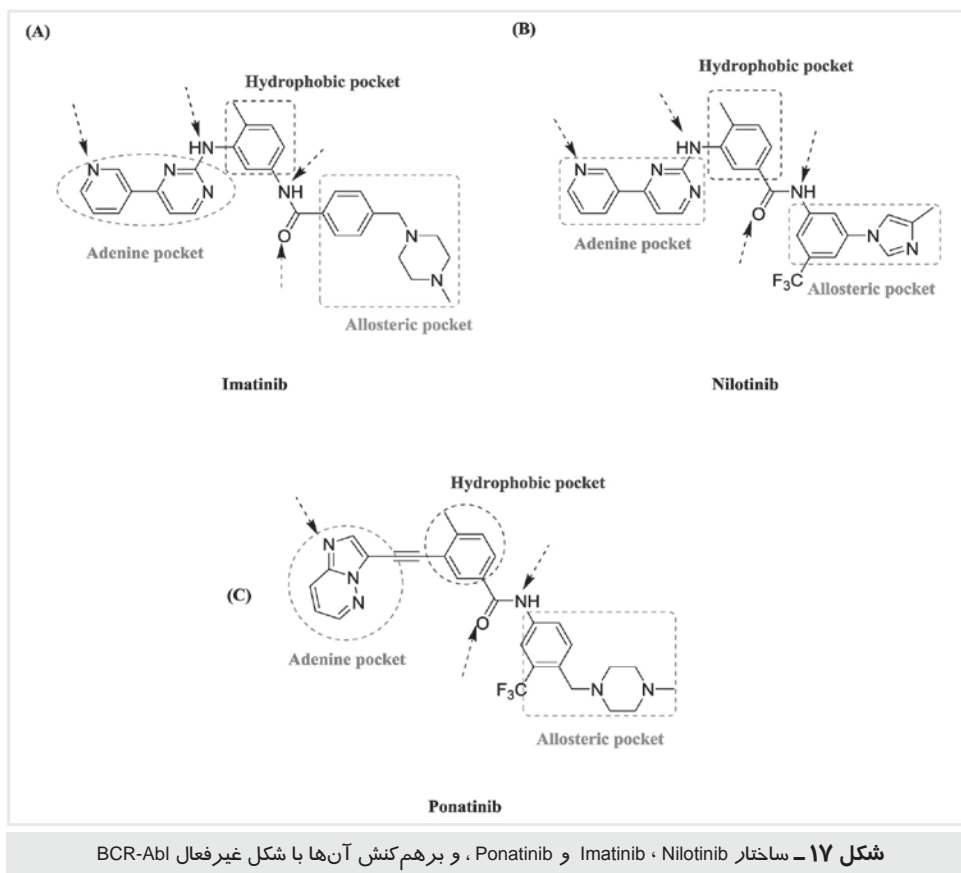 (A)
(B)
Hydrophobic pocket
Hydrophobic pocket
N
NH
N
N
NH
O
N
N
Adenine pocket
Allosteric pocket
Imatinib
N
NH
N
N
NH
O
N
N
F₃C
Adenine pocket
Allosteric pocket
Nilotinib
(C)
Hydrophobic pocket
N
N
N
NH
O
F₃C
N
N
Adenine pocket
Allosteric pocket
Ponatinib
شکل ۱۷ ـ ساختار Imatinib ، Nilotinib و Ponatinib ، و برهم‌کنش آن‌ها با شکل غیرفعال BCR-Abl